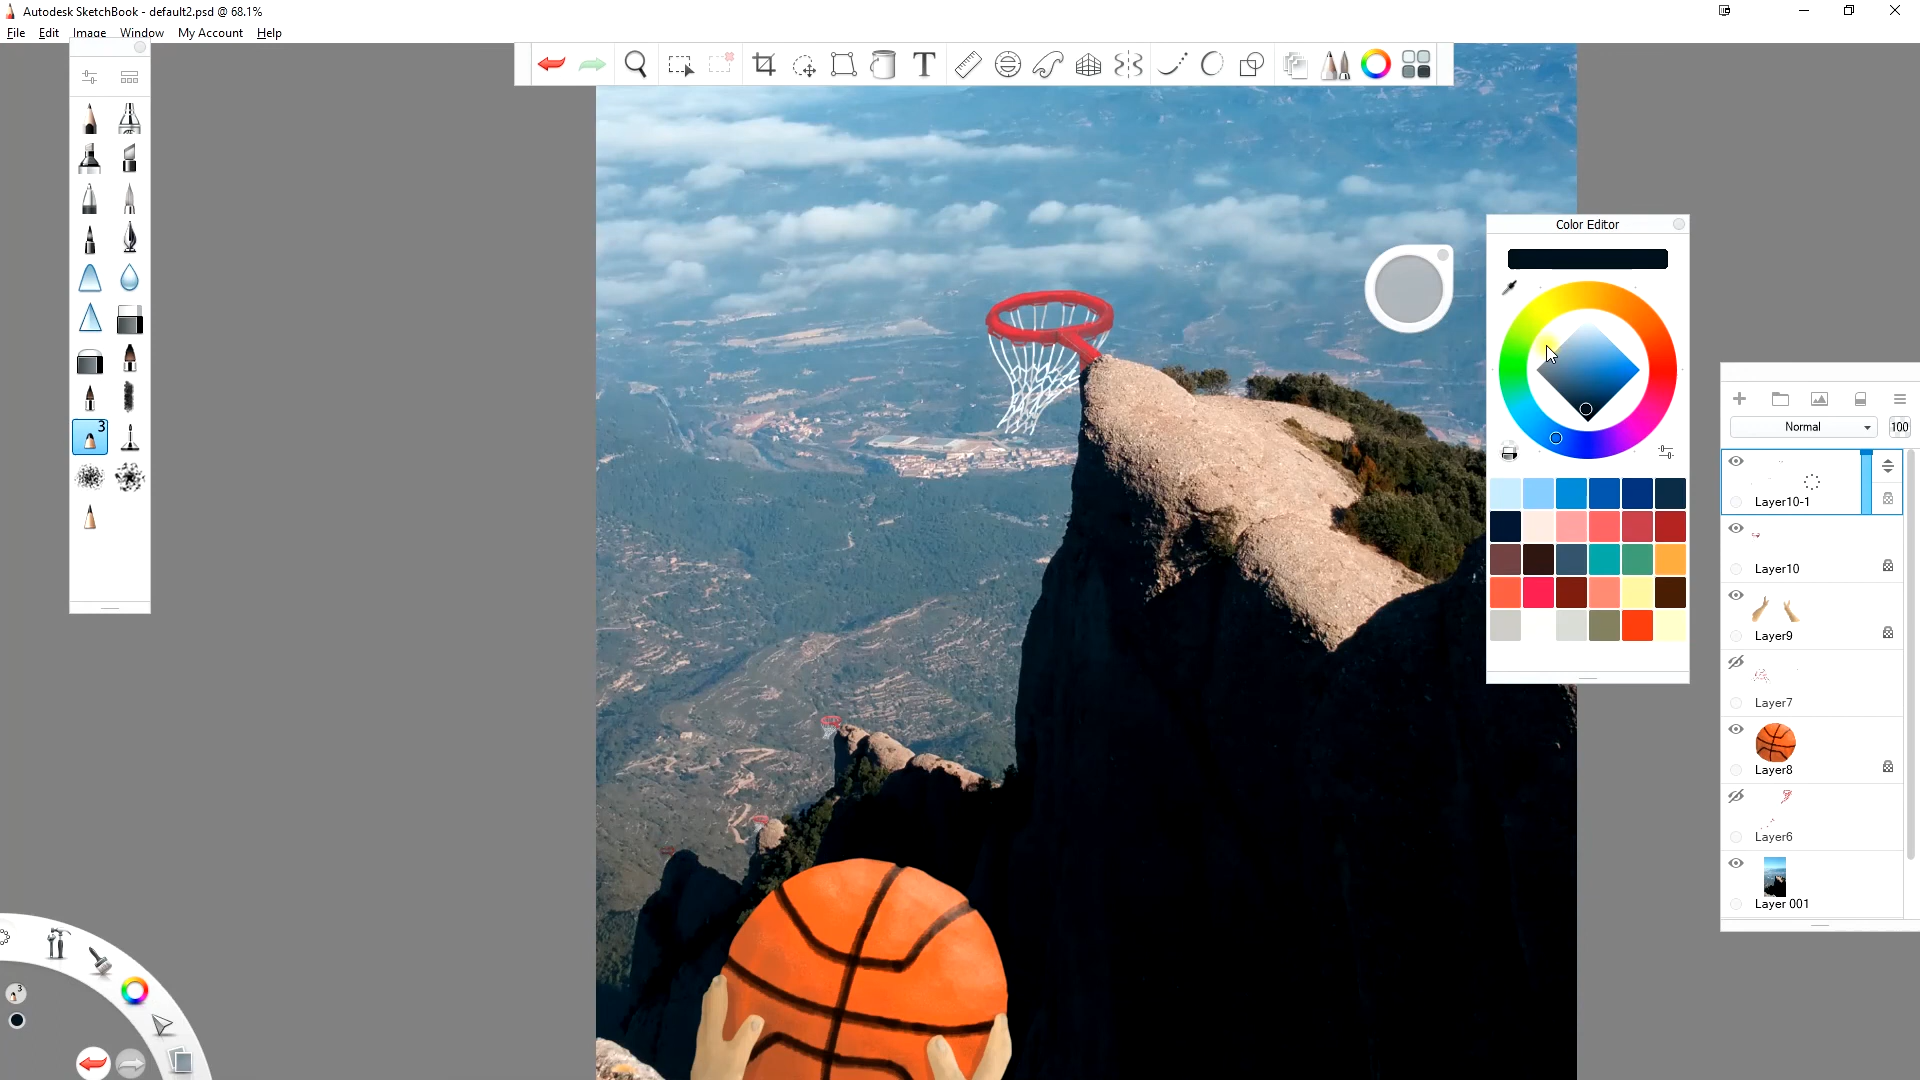 Autodesk SketchBook - default2.psd @ 68.1%
File Edit Image Window My Account Help
T
Color Editor
3
Normal 100
Layer10-1
Layer10
Layer9
Layer7
Layer8
Layer6
Layer 001
3